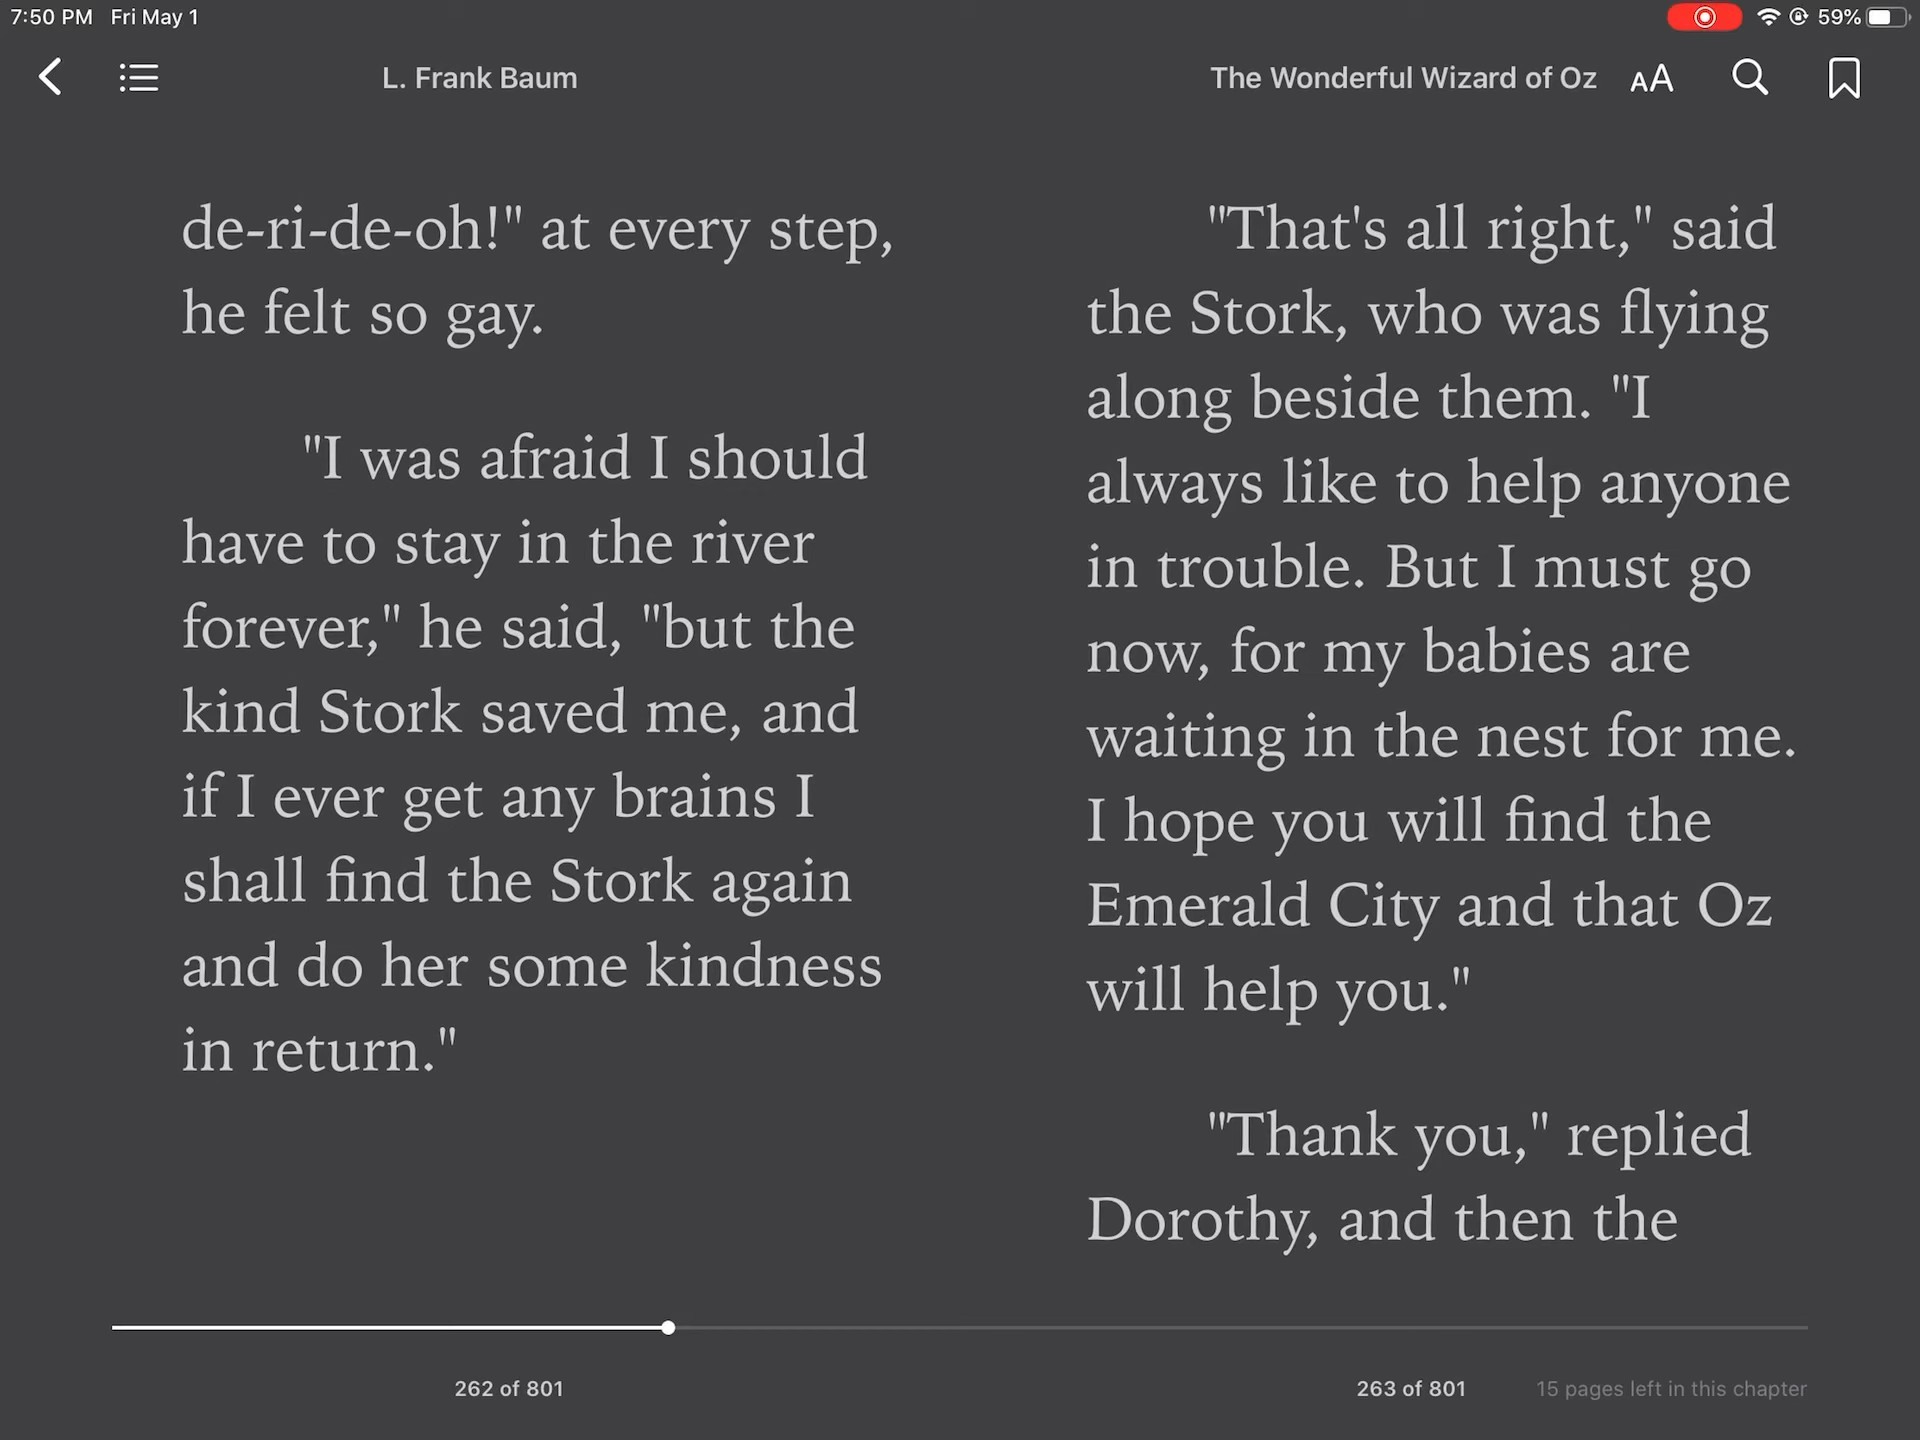 7:50 PM Fri May 1
59%
L. Frank Baum
The Wonderful Wizard of Oz
AA
de-ri-de-oh!" at every step,
he felt so gay.
"I was afraid I should
have to stay in the river
forever," he said, "but the
kind Stork saved me, and
if I ever get any brains I
shall find the Stork again
and do her some kindness
in return."
"That's all right," said
the Stork, who was flying
along beside them. "I
always like to help anyone
in trouble. But I must go
now, for my babies are
waiting in the nest for me.
I hope you will find the
Emerald City and that Oz
will help you."
"Thank you," replied
Dorothy, and then the
262 of 801
263 of 801
15 pages left in this chapter